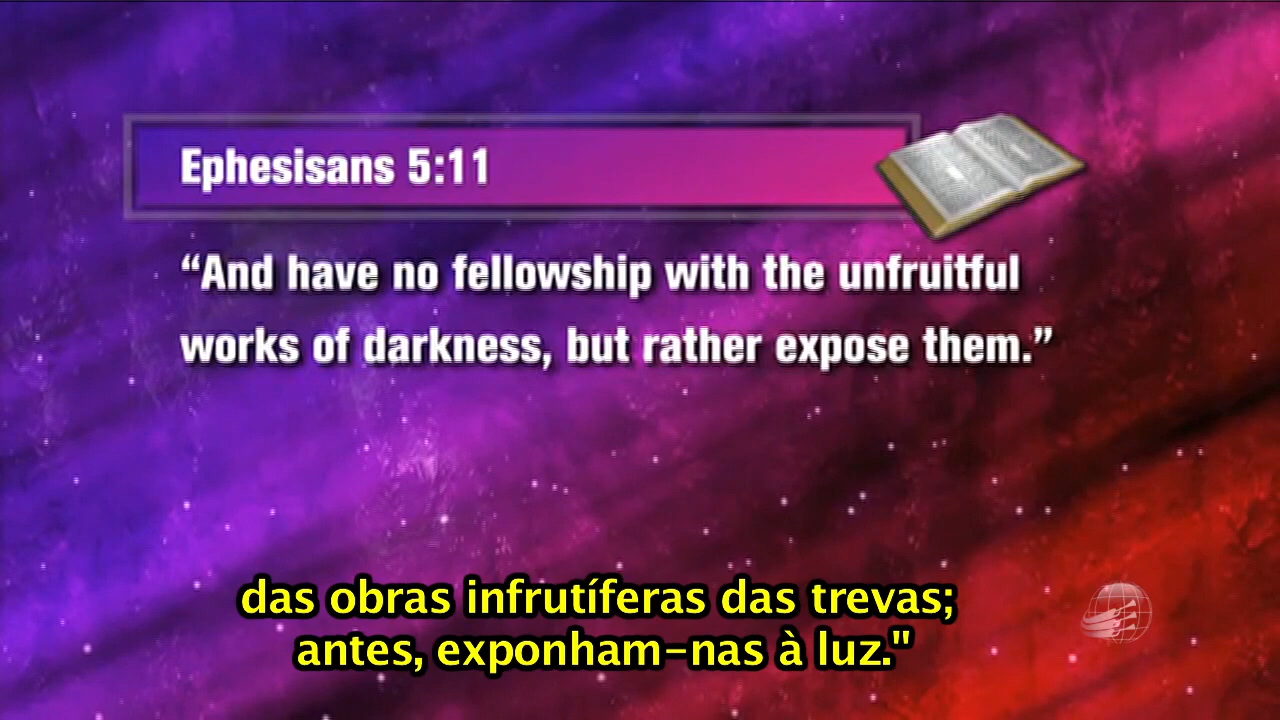 Ephesisans 5:11
“And have no fellowship with the unfruitful
works of darkness, but rather expose them.”
das obras infrutíferas das trevas;
antes, exponham-nas à luz."